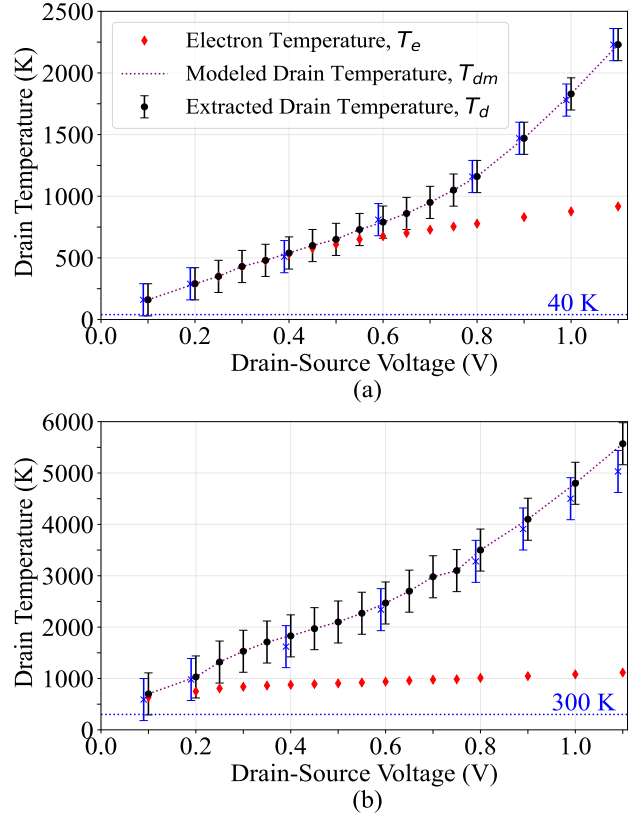 (a)
Electron Temperature, T_e
Modeled Drain Temperature, T_dm
Extracted Drain Temperature, T_d
Drain Temperature (K)
2500
2000
1500
1000
500
0
40 K
0.0 0.2 0.4 0.6 0.8 1.0
Drain-Source Voltage (V)
(a)
Drain Temperature (K)
6000
5000
4000
3000
2000
1000
0
300 K
0.0 0.2 0.4 0.6 0.8 1.0
Drain-Source Voltage (V)
(b)